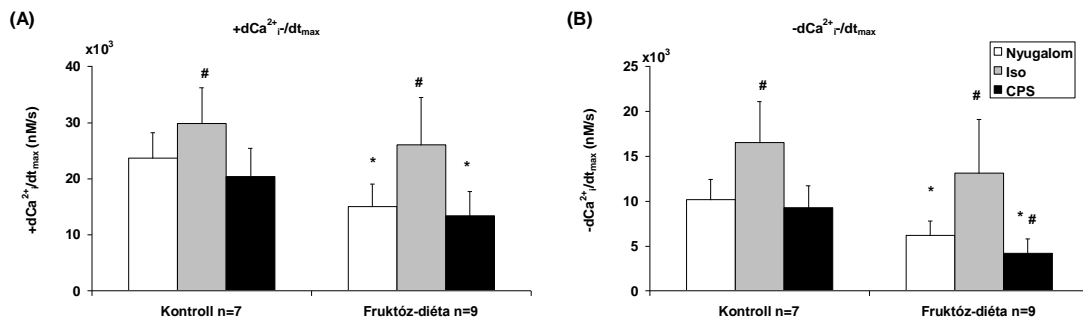 (A)
+dCa²⁺ᵢ-/dtmax
x10³
40
30
20
10
0
+dCa²⁺ᵢ/dtmax (nM/s)
#
#
*
*
Kontroll n=7
Fruktóz-diéta n=9
(B)
-dCa²⁺ᵢ-/dtmax
x10³
25
20
15
10
5
0
-dCa²⁺ᵢ/dtmax (nM/s)
#
#
*
* #
Nyugalom
Iso
CPS
Kontroll n=7
Fruktóz-diéta n=9